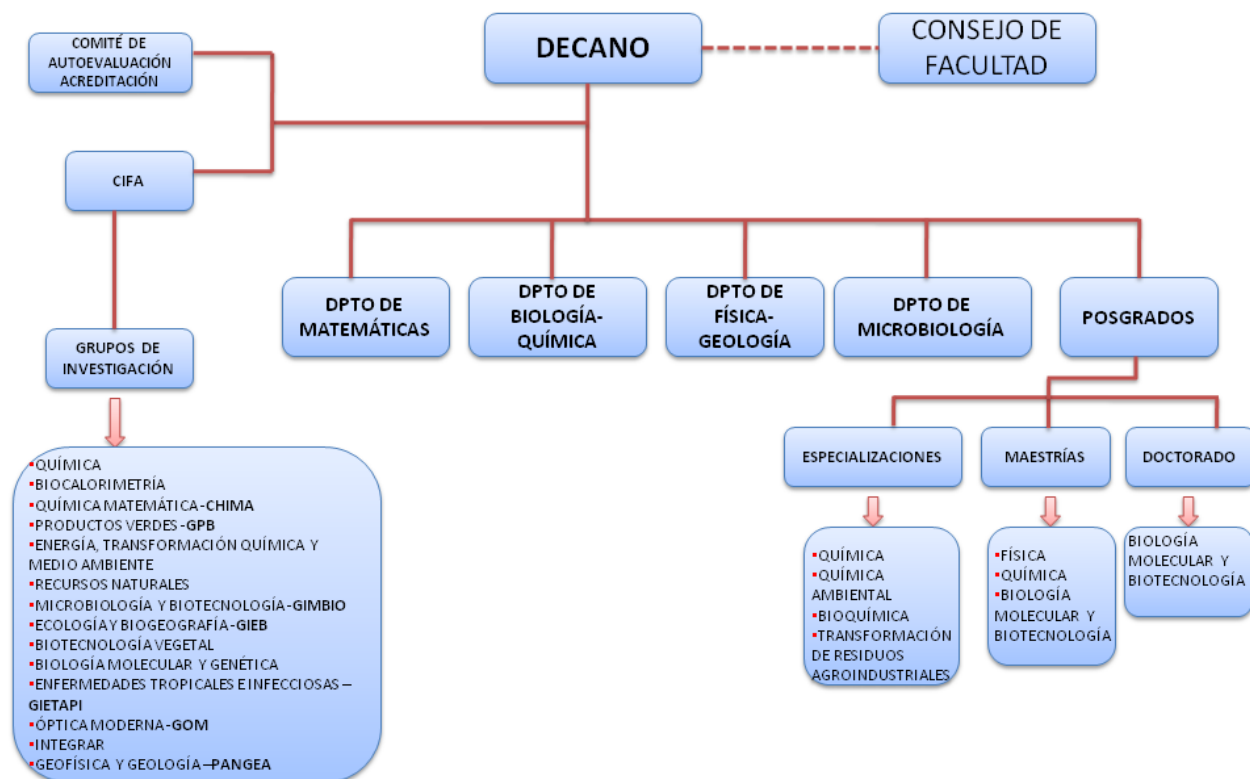 COMITÉ DE
AUTOEVALUACIÓN
ACREDITACIÓN
DECANO
CONSEJO DE
FACULTAD
CIFA
DPTO DE
MATEMÁTICAS
DPTO DE
BIOLOGÍA-
QUÍMICA
DPTO DE
FÍSICA-
GEOLOGÍA
DPTO DE
MICROBIOLOGÍA
POSGRADOS
GRUPOS DE
INVESTIGACIÓN
ESPECIALIZACIONES
MAESTRÍAS
DOCTORADO
▪QUÍMICA
▪BIOCALORIMETRÍA
▪QUÍMICA MATEMÁTICA-CHIMA
▪PRODUCTOS VERDES -GPB
▪ENERGÍA, TRANSFORMACIÓN QUÍMICA Y
MEDIO AMBIENTE
▪RECURSOS NATURALES
▪MICROBIOLOGÍA Y BIOTECNOLOGÍA-GIMBIO
▪ECOLOGÍA Y BIOGEOGRAFÍA-GIEB
▪BIOTECNOLOGÍA VEGETAL
▪BIOLOGÍA MOLECULAR Y GENÉTICA
▪ENFERMEDADES TROPICALES E INFECCIOSAS –
GIETAPI
▪ÓPTICA MODERNA-GOM
▪INTEGRAR
▪GEOFÍSICA Y GEOLOGÍA –PANGEA
▪QUÍMICA
▪QUÍMICA
AMBIENTAL
▪BIOQUÍMICA
▪TRANSFORMACIÓN
DE RESIDUOS
AGROINDUSTRIALES
▪FÍSICA
▪QUÍMICA
▪BIOLOGÍA
MOLECULAR Y
BIOTECNOLOGÍA
BIOLOGÍA
MOLECULAR Y
BIOTECNOLOGÍA